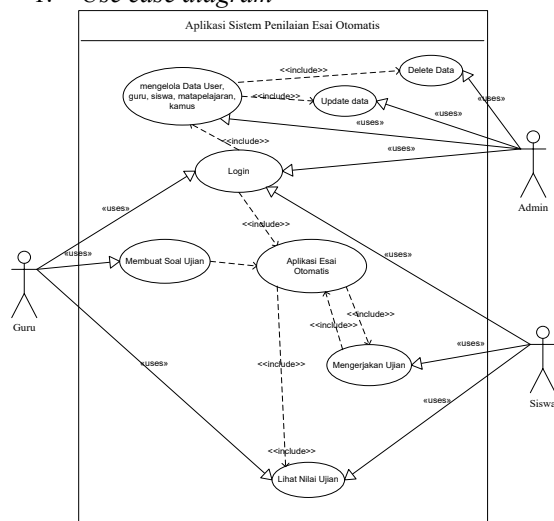 1. Use case diagram
Aplikasi Sistem Penilaian Esai Otomatis
<<include>>
Delete Data
mengelola Data User,
guru, siswa, matapelajaran,
kamus
<<include>>
Update data
«uses»
«uses»
«uses»
<<include>>
«uses»
Login
Admin
«uses»
<<include>>
«uses»
«uses»
Membuat Soal Ujian
Aplikasi Esai
Otomatis
Guru
<<include>>
<<include>>
«uses»
<<include>>
Mengerjakan Ujian
«uses»
«uses»
Siswa
<<include>>
Lihat Nilai Ujian